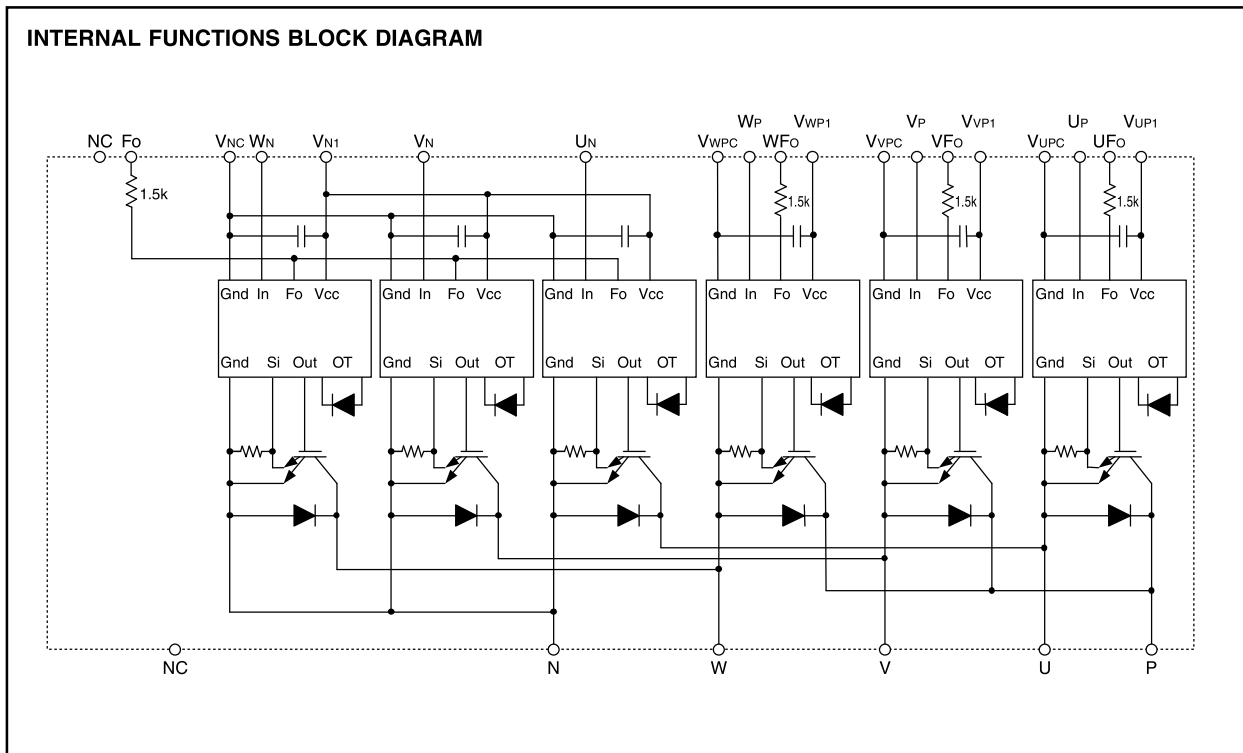 INTERNAL FUNCTIONS BLOCK DIAGRAM
WP VWP1 VP VVP1 UP VUP1
NC FO VNC WN VN1 VN UN VWPC WFO VVPC VFO VUPC UFO
1.5k 1.5k 1.5k 1.5k
Gnd In Fo Vcc Gnd In Fo Vcc Gnd In Fo Vcc Gnd In Fo Vcc Gnd In Fo Vcc Gnd In Fo Vcc
Gnd Si Out OT Gnd Si Out OT Gnd Si Out OT Gnd Si Out OT Gnd Si Out OT Gnd Si Out OT
NC N W V U P